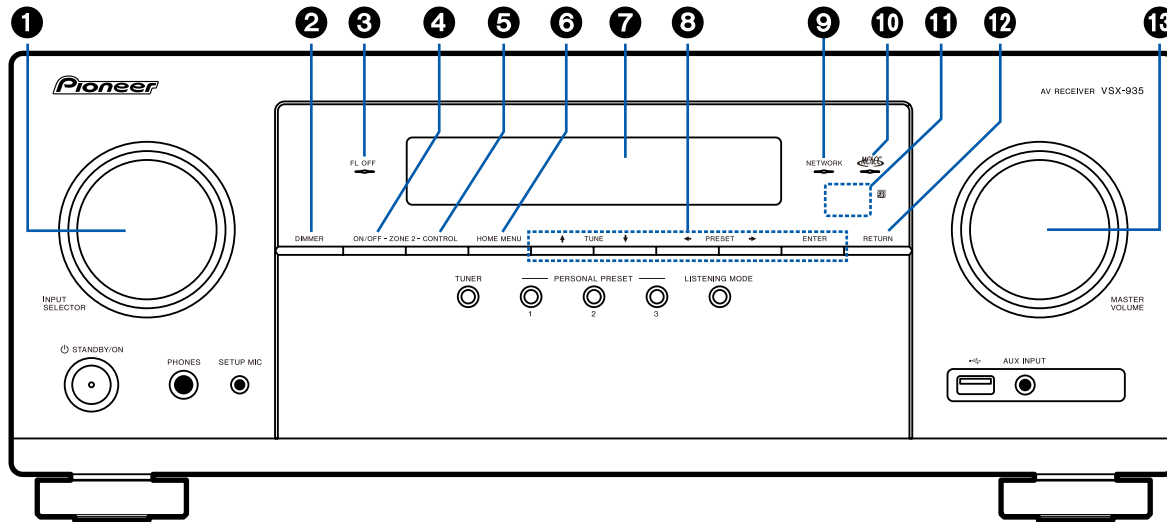 1 2 3 4 5 6 7 8 9 10 11 12 13
Pioneer
AV RECEIVER VSX-935
FL OFF
NETWORK
MCACC
DIMMER
ON/OFF - ZONE 2 - CONTROL
HOME MENU
TUNE
PRESET
ENTER
RETURN
TUNER
PERSONAL PRESET
LISTENING MODE
1 2 3
INPUT
SELECTOR
MASTER
VOLUME
STANDBY/ON
PHONES
SETUP MIC
AUX INPUT